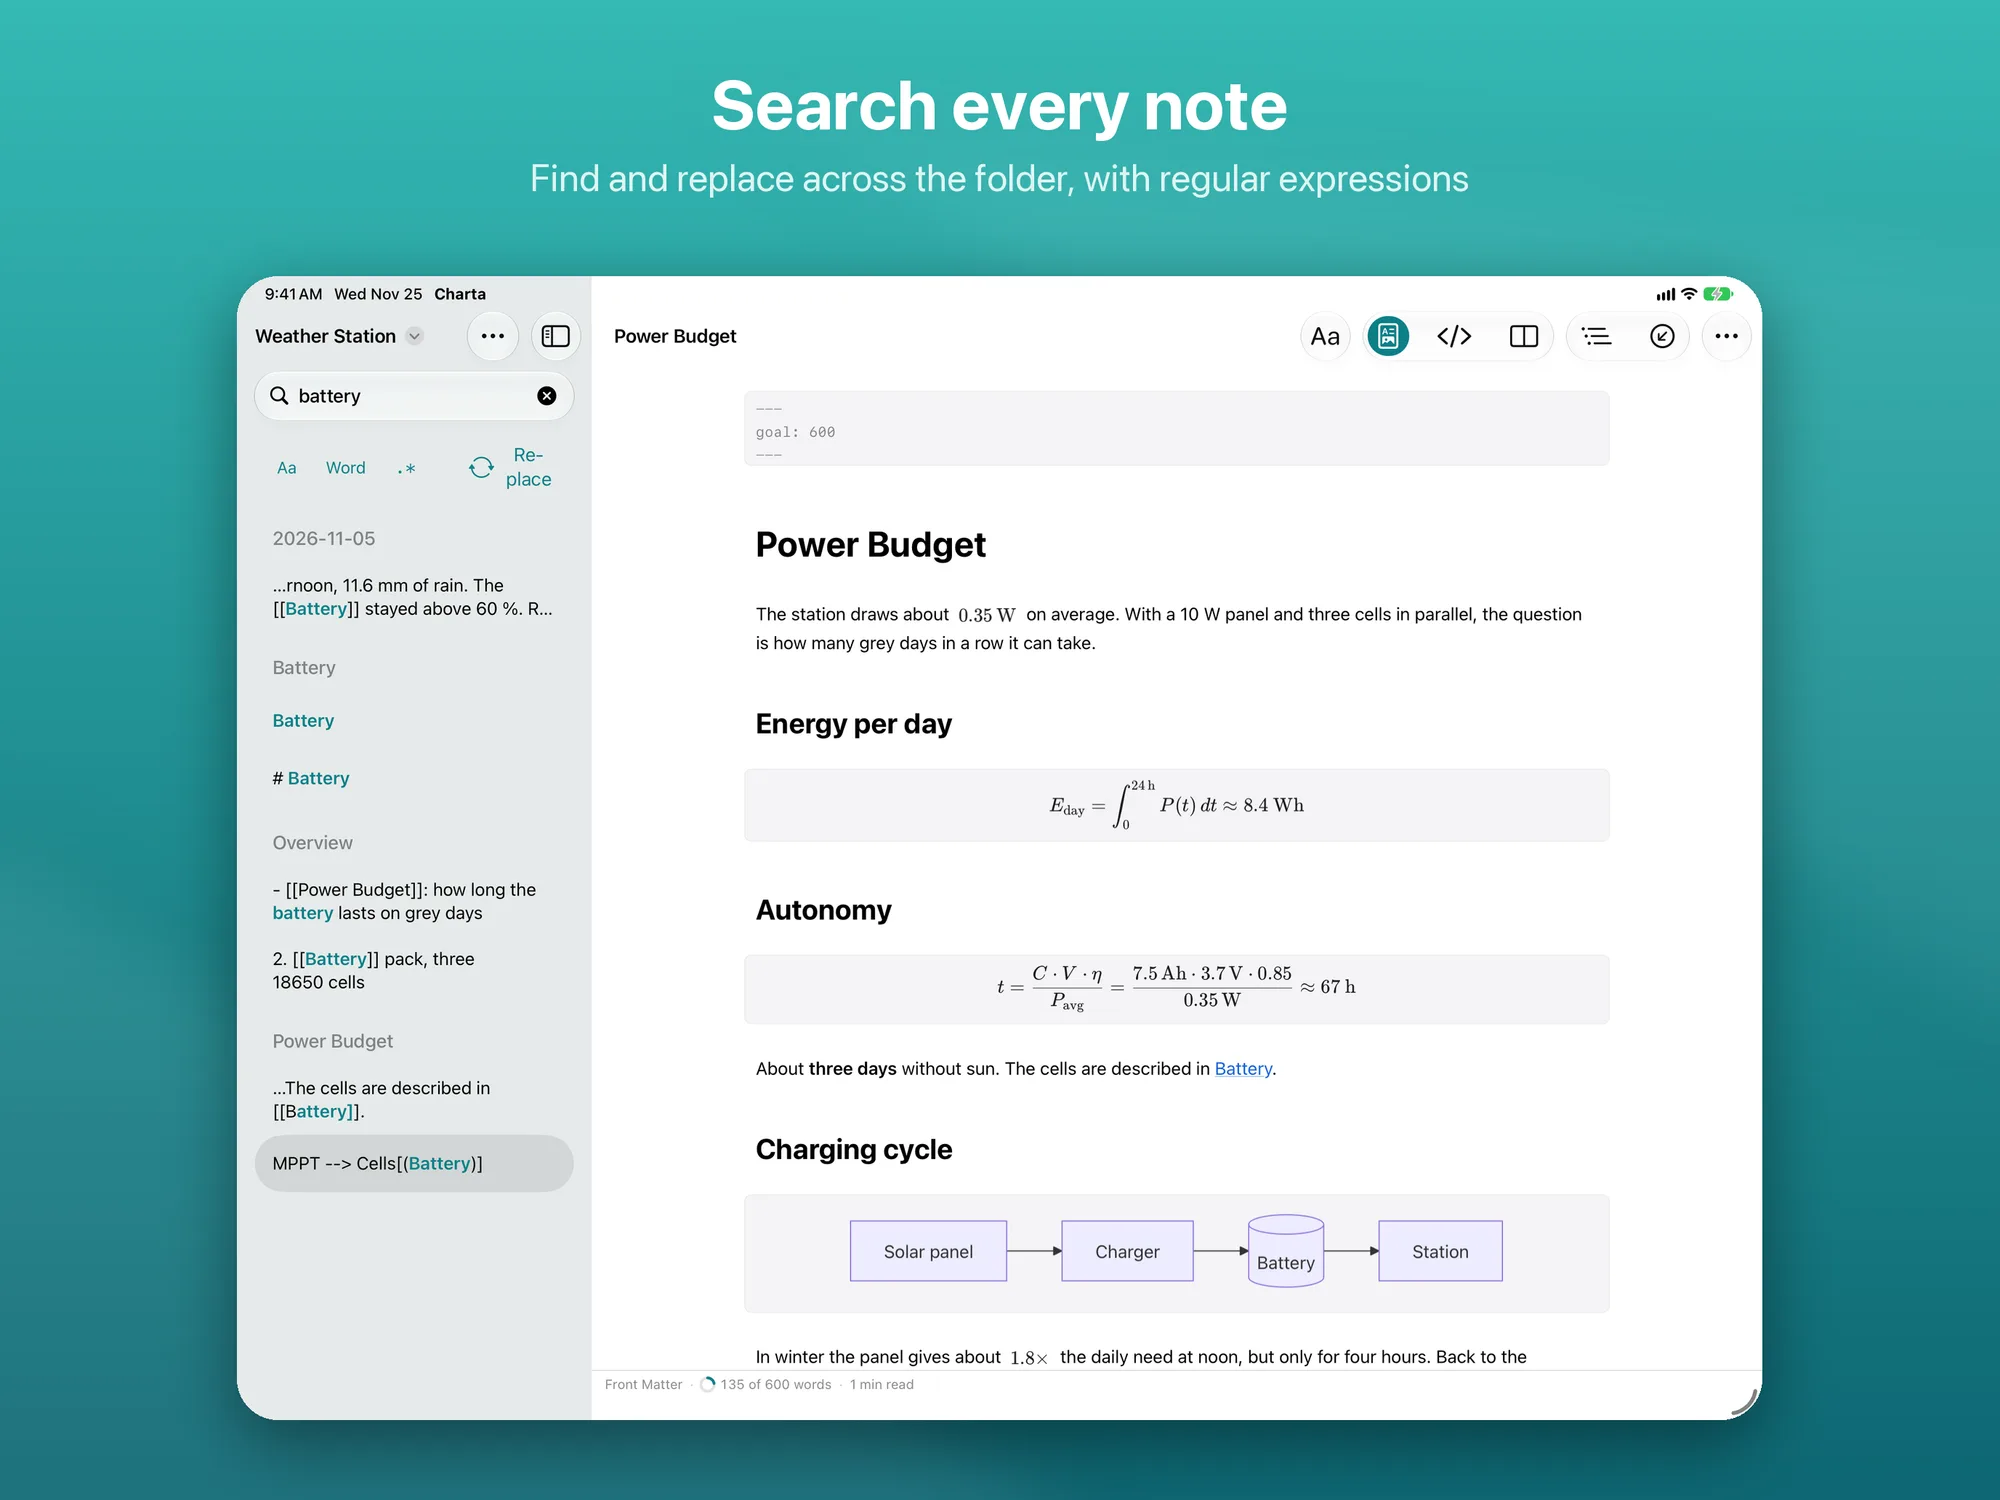 Search every note
Find and replace across the folder, with regular expressions
9:41 AM Wed Nov 25 Charta
Weather Station
battery
Aa Word .* Re-
place
2026-11-05
...rnoon, 11.6 mm of rain. The
[[Battery]] stayed above 60 %. R...
Battery
Battery
# Battery
Overview
- [[Power Budget]]: how long the
battery lasts on grey days
2. [[Battery]] pack, three
18650 cells
Power Budget
...The cells are described in
[[Battery]].
MPPT --> Cells[(Battery)]
Power Budget
Aa </>
---
goal: 600
---
Power Budget
The station draws about 0.35 W on average. With a 10 W panel and three cells in parallel, the question
is how many grey days in a row it can take.
Energy per day
E_day = ∫_0^{24 h} P(t) dt ≈ 8.4 Wh
Autonomy
t = C · V · η / P_avg = 7.5 Ah · 3.7 V · 0.85 / 0.35 W ≈ 67 h
About three days without sun. The cells are described in Battery.
Charging cycle
Solar panel Charger Battery Station
In winter the panel gives about 1.8× the daily need at noon, but only for four hours. Back to the
Front Matter · 135 of 600 words · 1 min read